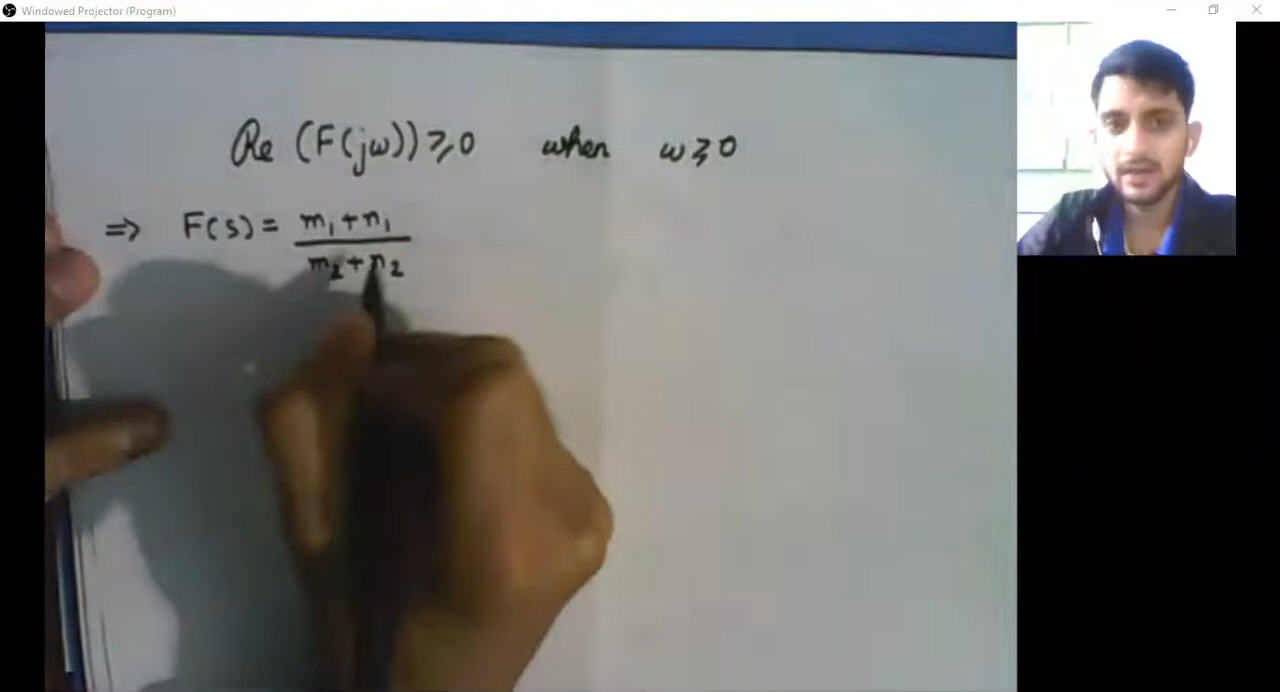 Windowed Projector (Program)
Re (F(jω)) ≥ 0 when ω ≥ 0
⇒ F(s) = m₁ + n₁ / m₂ + n₂